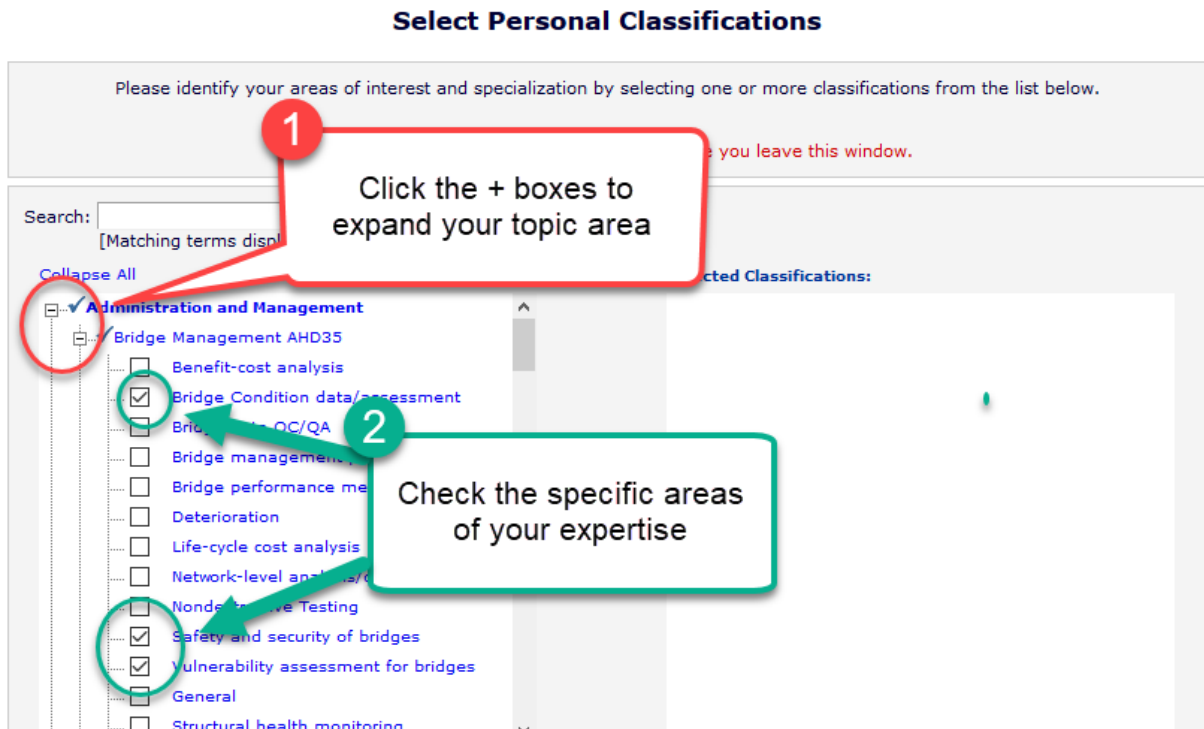 Select Personal Classifications
Please identify your areas of interest and specialization by selecting one or more classifications from the list below.
1
you leave this window.
Click the + boxes to
expand your topic area
Search:
[Matching terms
Collapse All
Classifications:
Administration and Management
Bridge Management AHD35
Benefit-cost analysis
Bridge Condition data/assessment
QC/QA
2
Bridge management
Bridge performance
Check the specific areas
of your expertise
Deterioration
Life-cycle cost analysis
Network-level
Nondestructive Testing
Safety and security of bridges
Vulnerability assessment for bridges
General
Structural health monitoring